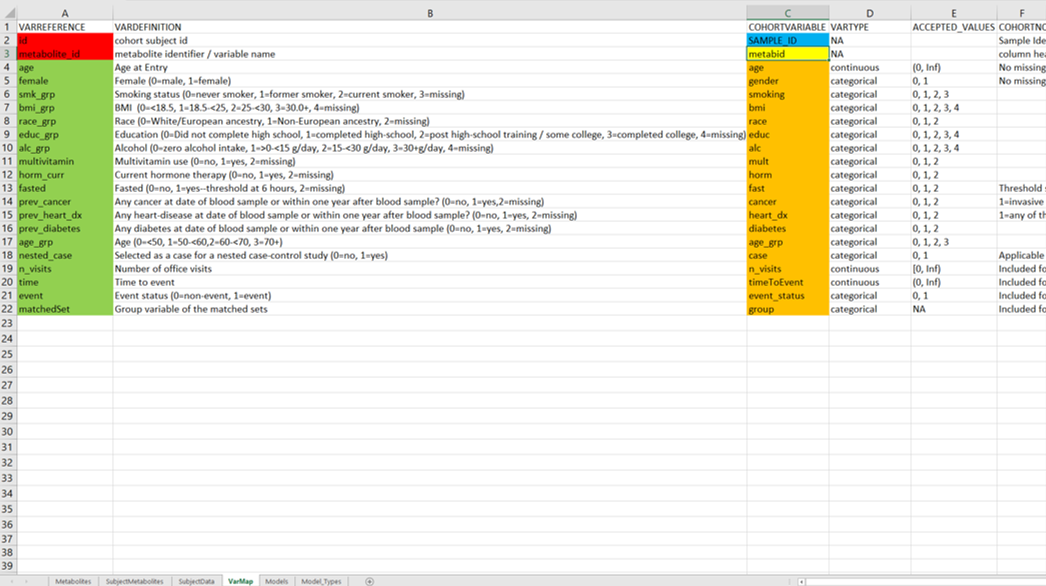 A B C D E F
1 VARREFERENCE VARDEFINITION COHORTVARIABLE VARTYPE ACCEPTED_VALUES COHORTNO
2 id cohort subject id SAMPLE_ID NA Sample Ide
3 metabolite_id metabolite identifier / variable name metabid NA column hea
4 age Age at Entry age continuous (0, Inf) No missing
5 female Female (0=male, 1=female) gender categorical 0, 1 No missing
6 smk_grp Smoking status (0=never smoker, 1=former smoker, 2=current smoker, 3=missing) smoking categorical 0, 1, 2, 3
7 bmi_grp BMI (0=<18.5, 1=18.5-<25, 2=25-<30, 3=30.0+, 4=missing) bmi categorical 0, 1, 2, 3, 4
8 race_grp Race (0=White/European ancestry, 1=Non-European ancestry, 2=missing) race categorical 0, 1, 2
9 educ_grp Education (0=Did not complete high school, 1=completed high-school, 2=post high-school training / some college, 3=completed college, 4=missing) educ categorical 0, 1, 2, 3, 4
10 alc_grp Alcohol (0=zero alcohol intake, 1=>0-<15 g/day, 2=15-<30 g/day, 3=30+g/day, 4=missing) alc categorical 0, 1, 2, 3, 4
11 multivitamin Multivitamin use (0=no, 1=yes, 2=missing) mult categorical 0, 1, 2
12 horm_curr Current hormone therapy (0=no, 1=yes, 2=missing) horm categorical 0, 1, 2
13 fasted Fasted (0=no, 1=yes--threshold at 6 hours, 2=missing) fast categorical 0, 1, 2 Threshold
14 prev_cancer Any cancer at date of blood sample or within one year after blood sample? (0=no, 1=yes,2=missing) cancer categorical 0, 1, 2 1=invasive
15 prev_heart_dx Any heart-disease at date of blood sample or within one year after blood sample? (0=no, 1=yes, 2=missing) heart_dx categorical 0, 1, 2 1=any of th
16 prev_diabetes Any diabetes at date of blood sample or within one year after blood sample (0=no, 1=yes, 2=missing) diabetes categorical 0, 1, 2
17 age_grp Age (0=<50, 1=50-<60,2=60-<70, 3=70+) age_grp categorical 0, 1, 2, 3
18 nested_case Selected as a case for a nested case-control study (0=no, 1=yes) case categorical 0, 1 Applicable
19 n_visits Number of office visits n_visits continuous [0, Inf) Included fo
20 time Time to event timeToEvent continuous (0, Inf) Included fo
21 event Event status (0=non-event, 1=event) event_status categorical 0, 1 Included fo
22 matchedSet Group variable of the matched sets group categorical NA Included fo
23
24
25
26
27
28
29
30
31
32
33
34
35
36
37
38
39
Metabolites SubjectMetabolites SubjectData VarMap Models Model_Types